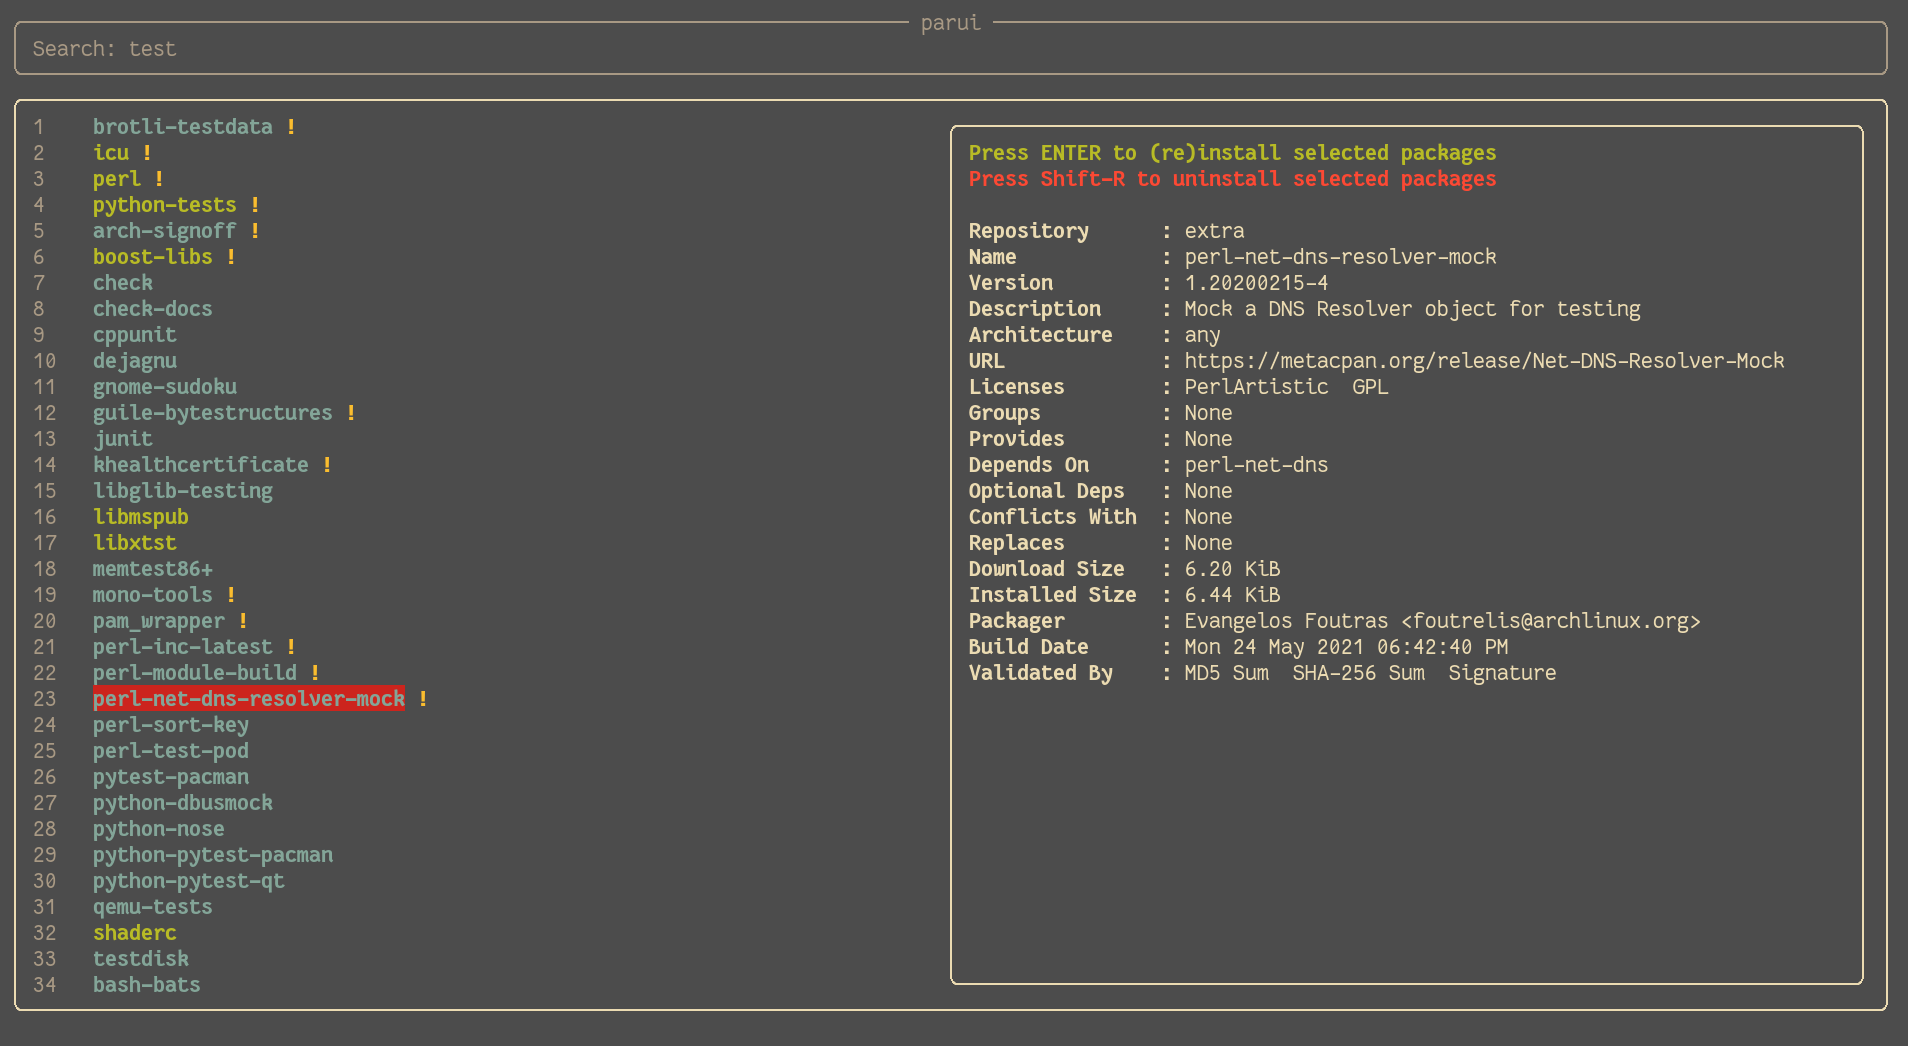 parui
Search: test
1 brotli-testdata !
2 icu !
3 perl !
4 python-tests !
5 arch-signoff !
6 boost-libs !
7 check
8 check-docs
9 cppunit
10 dejagnu
11 gnome-sudoku
12 guile-bytestructures !
13 junit
14 khealthcertificate !
15 libglib-testing
16 libmspub
17 libxtst
18 memtest86+
19 mono-tools !
20 pam_wrapper !
21 perl-inc-latest !
22 perl-module-build !
23 perl-net-dns-resolver-mock !
24 perl-sort-key
25 perl-test-pod
26 pytest-pacman
27 python-dbusmock
28 python-nose
29 python-pytest-pacman
30 python-pytest-qt
31 qemu-tests
32 shaderc
33 testdisk
34 bash-bats
Press ENTER to (re)install selected packages
Press Shift-R to uninstall selected packages
Repository : extra
Name : perl-net-dns-resolver-mock
Version : 1.20200215-4
Description : Mock a DNS Resolver object for testing
Architecture : any
URL : https://metacpan.org/release/Net-DNS-Resolver-Mock
Licenses : PerlArtistic GPL
Groups : None
Provides : None
Depends On : perl-net-dns
Optional Deps : None
Conflicts With : None
Replaces : None
Download Size : 6.20 KiB
Installed Size : 6.44 KiB
Packager : Evangelos Foutras <foutrelis@archlinux.org>
Build Date : Mon 24 May 2021 06:42:40 PM
Validated By : MD5 Sum SHA-256 Sum Signature